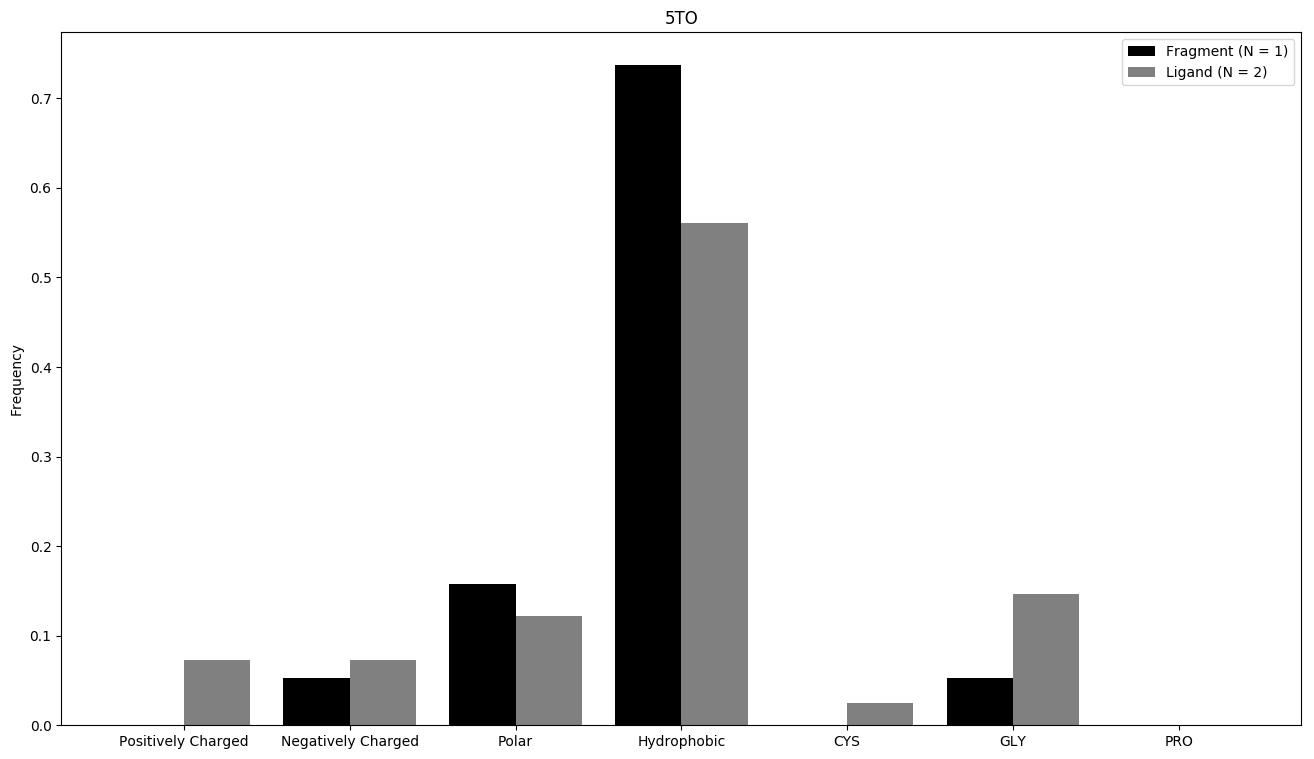 5TO
Fragment (N = 1)
Ligand (N = 2)
Frequency
0.7
0.6
0.5
0.4
0.3
0.2
0.1
0.0
Positively Charged
Negatively Charged
Polar
Hydrophobic
CYS
GLY
PRO